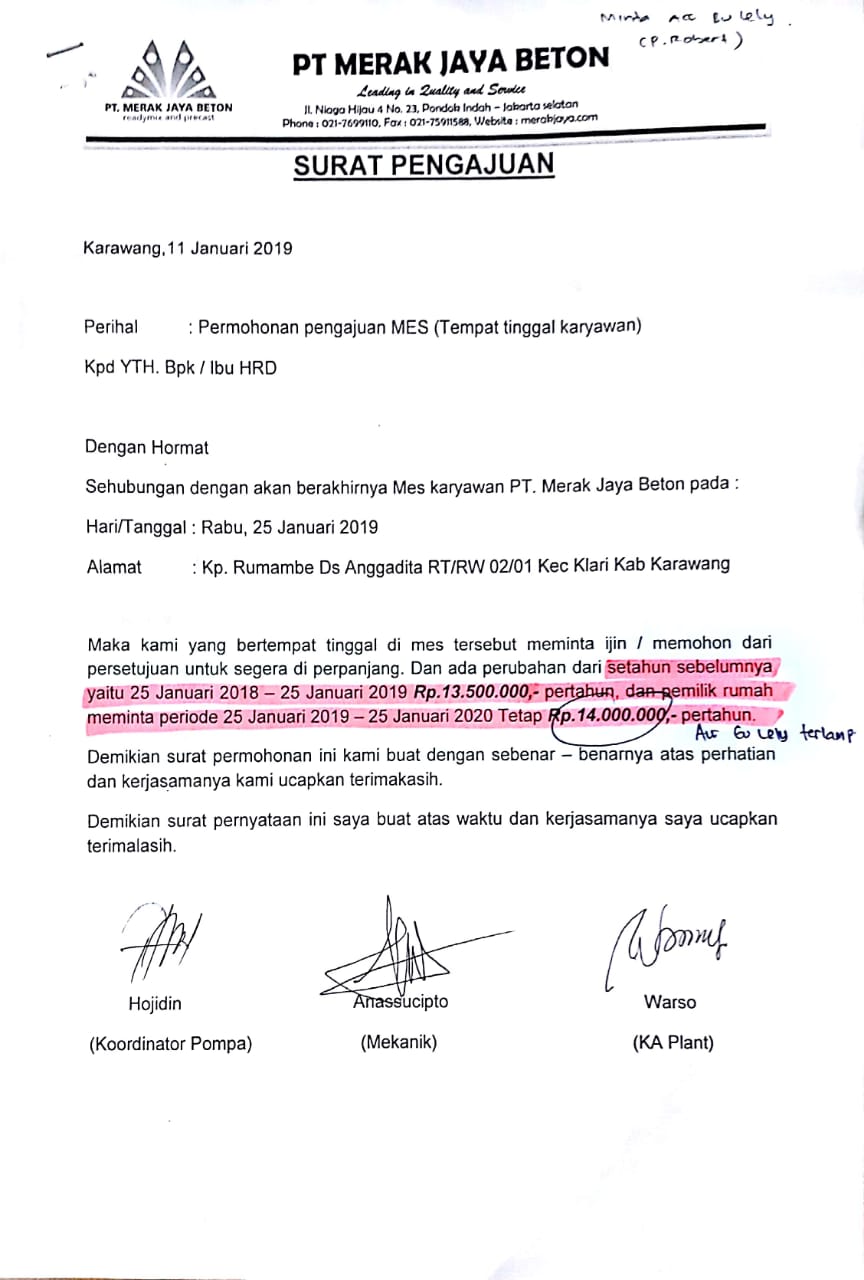 Minta Acc Bu Lely.
(P. Robert)
PT MERAK JAYA BETON
Leading in Quality and Service
PT. MERAK JAYA BETON
readymix and precast
Jl. Niaga Hijau 4 No. 23, Pondok Indah – Jakarta selatan
Phone : 021-7699110, Fax : 021-75911588, Website : merakjaya.com
SURAT PENGAJUAN
Karawang,11 Januari 2019
Perihal : Permohonan pengajuan MES (Tempat tinggal karyawan)
Kpd YTH. Bpk / Ibu HRD
Dengan Hormat
Sehubungan dengan akan berakhirnya Mes karyawan PT. Merak Jaya Beton pada :
Hari/Tanggal : Rabu, 25 Januari 2019
Alamat : Kp. Rumambe Ds Anggadita RT/RW 02/01 Kec Klari Kab Karawang
Maka kami yang bertempat tinggal di mes tersebut meminta ijin / memohon dari
persetujuan untuk segera di perpanjang. Dan ada perubahan dari setahun sebelumnya
yaitu 25 Januari 2018 – 25 Januari 2019 Rp.13.500.000,- pertahun, dan pemilik rumah
meminta periode 25 Januari 2019 – 25 Januari 2020 Tetap Rp.14.000.000,- pertahun.
Bu Lely terlamp
Demikian surat permohonan ini kami buat dengan sebenar – benarnya atas perhatian
dan kerjasamanya kami ucapkan terimakasih.
Demikian surat pernyataan ini saya buat atas waktu dan kerjasamanya saya ucapkan
terimalasih.
Hojidin Anassucipto Warso
(Koordinator Pompa) (Mekanik) (KA Plant)